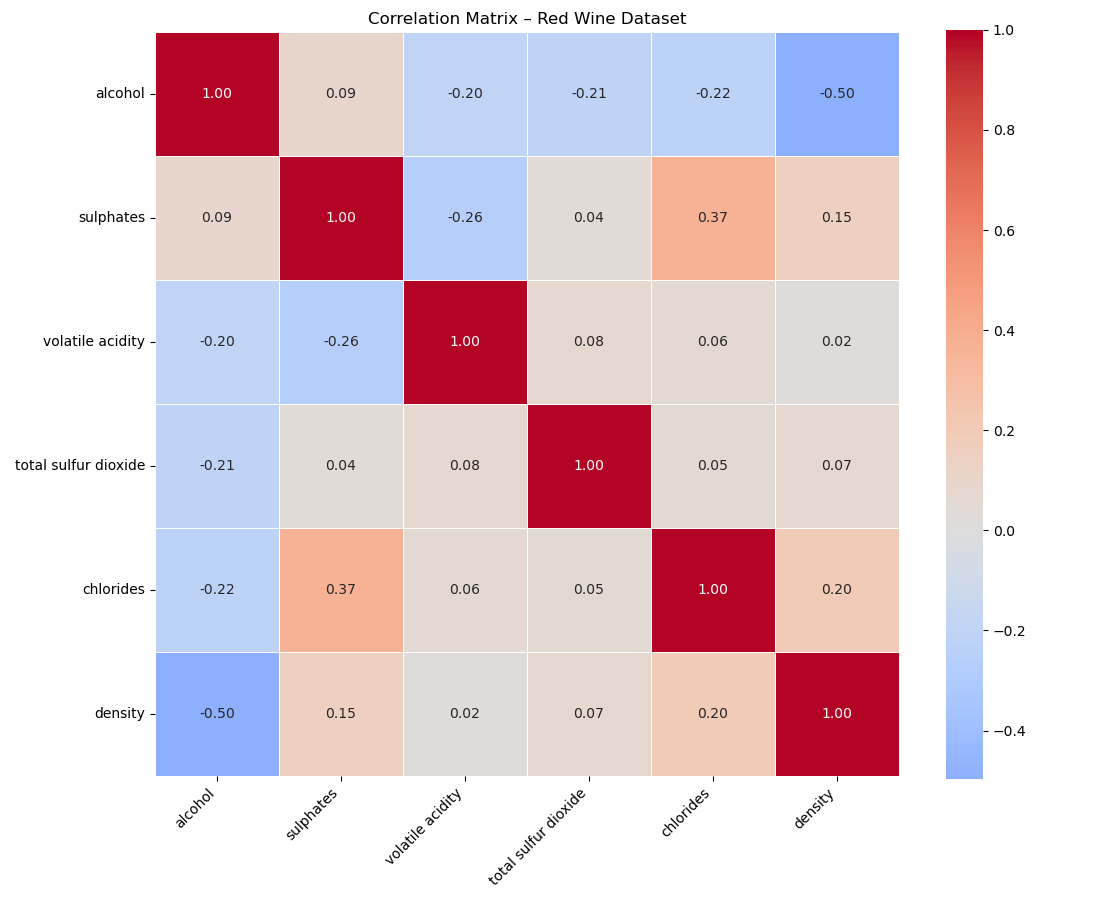 Correlation Matrix – Red Wine Dataset
alcohol 1.00 0.09 -0.20 -0.21 -0.22 -0.50
sulphates 0.09 1.00 -0.26 0.04 0.37 0.15
volatile acidity -0.20 -0.26 1.00 0.08 0.06 0.02
total sulfur dioxide -0.21 0.04 0.08 1.00 0.05 0.07
chlorides -0.22 0.37 0.06 0.05 1.00 0.20
density -0.50 0.15 0.02 0.07 0.20 1.00
alcohol sulphates volatile acidity total sulfur dioxide chlorides density
1.0
0.8
0.6
0.4
0.2
0.0
−0.2
−0.4